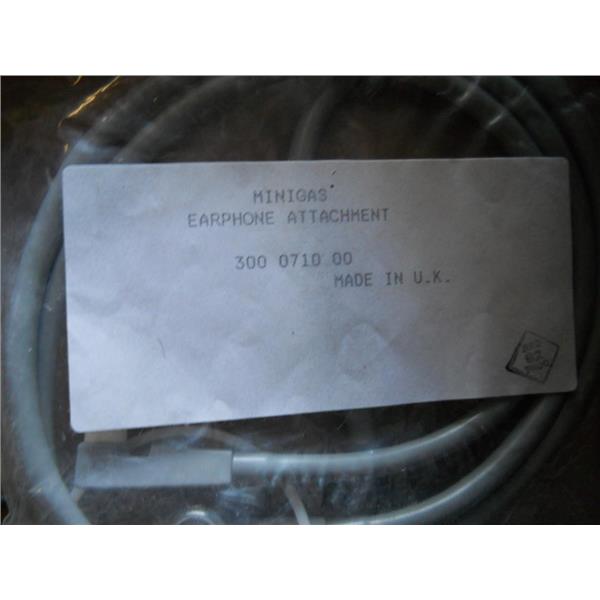 MINIGAS
EARPHONE ATTACHMENT
300 0710 00
MADE IN U.K.